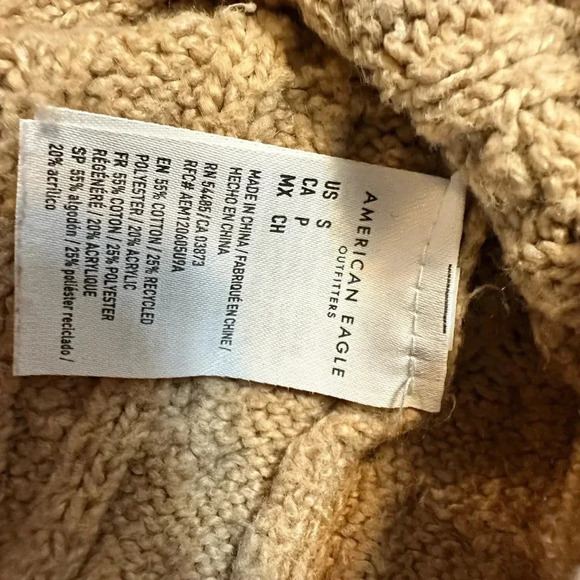 AMERICAN EAGLE
OUTFITTERS
US S
CA P
MX CH
MADE IN CHINA / FABRIQUÉ EN CHINE /
HECHO EN CHINA
RN 54485 / CA 03873
RFC# AEM120005U9A
EN 55% COTTON / 25% RECYCLED
POLYESTER / 20% ACRYLIC
FR 55% COTON / 25% POLYESTER
RÉGÉNÉRÉ / 20% ACRYLIQUE
SP 55% algodón / 25% poliéster reciclado /
20% acrílico